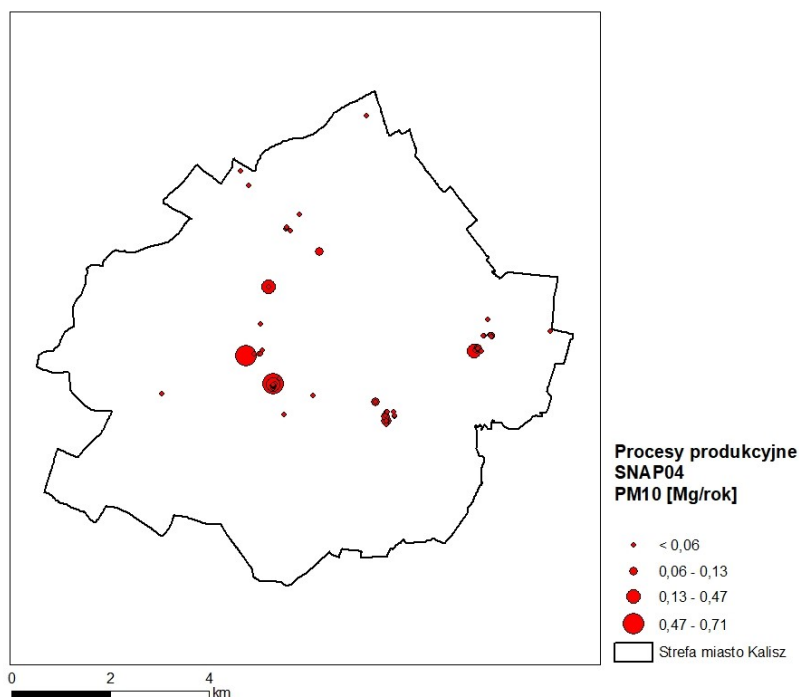 Procesy produkcyjne
SNAP04
PM10 [Mg/rok]
< 0,06
0,06 - 0,13
0,13 - 0,47
0,47 - 0,71
Strefa miasto Kalisz
0 2 4
km